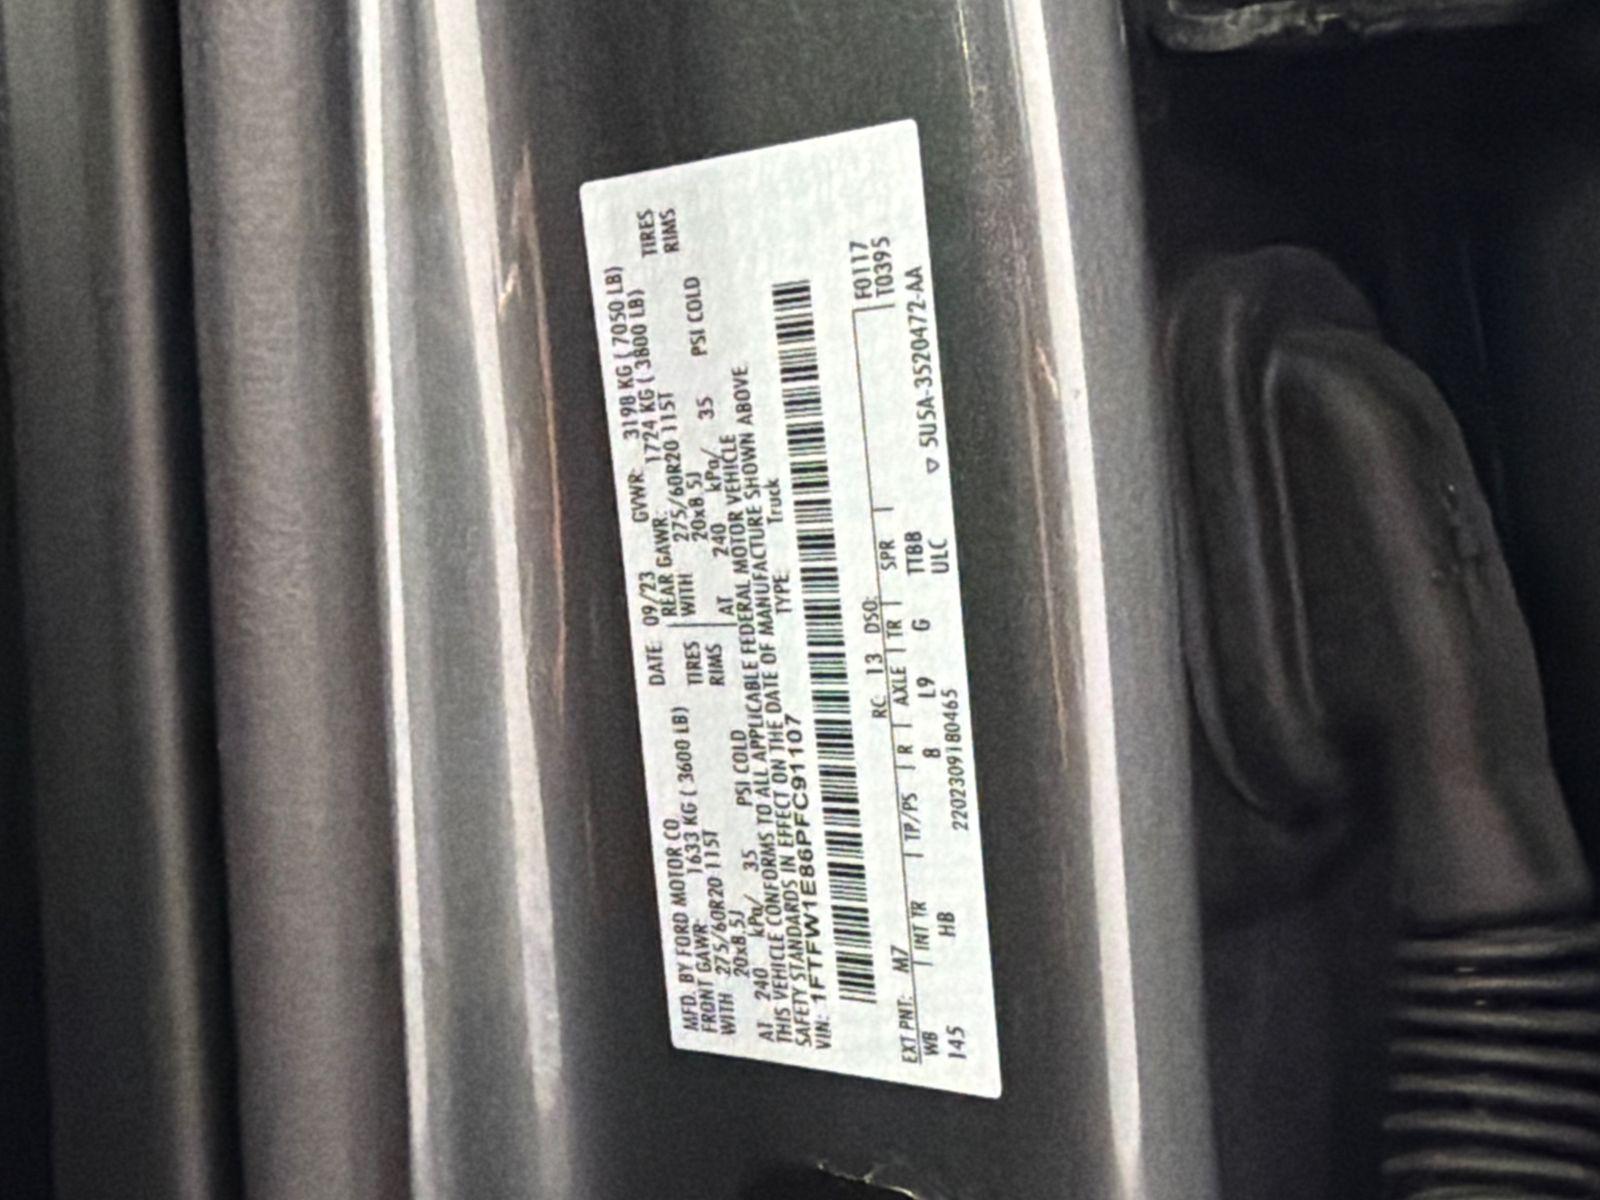 MFD. BY FORD MOTOR CO
DATE: 09/23 GVWR: 3198 KG ( 7050 LB)
FRONT GAWR: 1633 KG ( 3600 LB) REAR GAWR: 1724 KG ( 3800 LB)
WITH 275/60R20 115T TIRES WITH 275/60R20 115T TIRES
20x8.5J RIMS 20x8.5J RIMS
AT 240 kPa/ 35 PSI COLD AT 240 kPa/ 35 PSI COLD
THIS VEHICLE CONFORMS TO ALL APPLICABLE FEDERAL MOTOR VEHICLE
SAFETY STANDARDS IN EFFECT ON THE DATE OF MANUFACTURE SHOWN ABOVE
VIN: 1FTFW1E86PFC91107 TYPE: Truck
F0117
T0395
EXT PNT: M7 RC: 13 DSO:
WB INT TR TP/PS R AXLE TR SPR
145 HB 8 L9 G TTBB
2202309180465 ULC
▽ 5U5A-3520472-AA